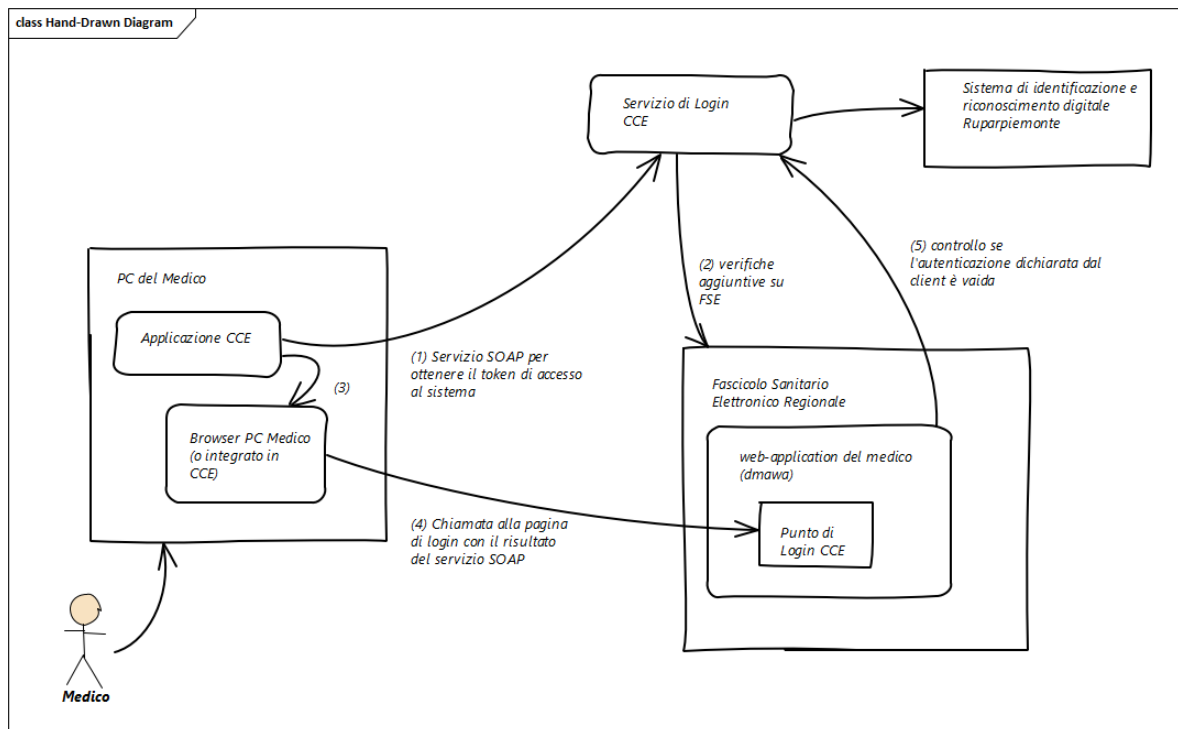 class Hand-Drawn Diagram
Servizio di Login
CCE
Sistema di identificazione e
riconoscimento digitale
Ruparpiemonte
PC del Medico
Applicazione CCE
(3)
Browser PC Medico
(o integrato in
CCE)
(1) Servizio SOAP per
ottenere il token di accesso
al sistema
(2) verifiche
aggiuntive su
FSE
(5) controllo se
l'autenticazione dichiarata dal
client è vaida
Fascicolo Sanitario
Elettronico Regionale
web-application del medico
(dmawa)
Punto di
Login CCE
(4) Chiamata alla pagina
di login con il risultato
del servizio SOAP
Medico